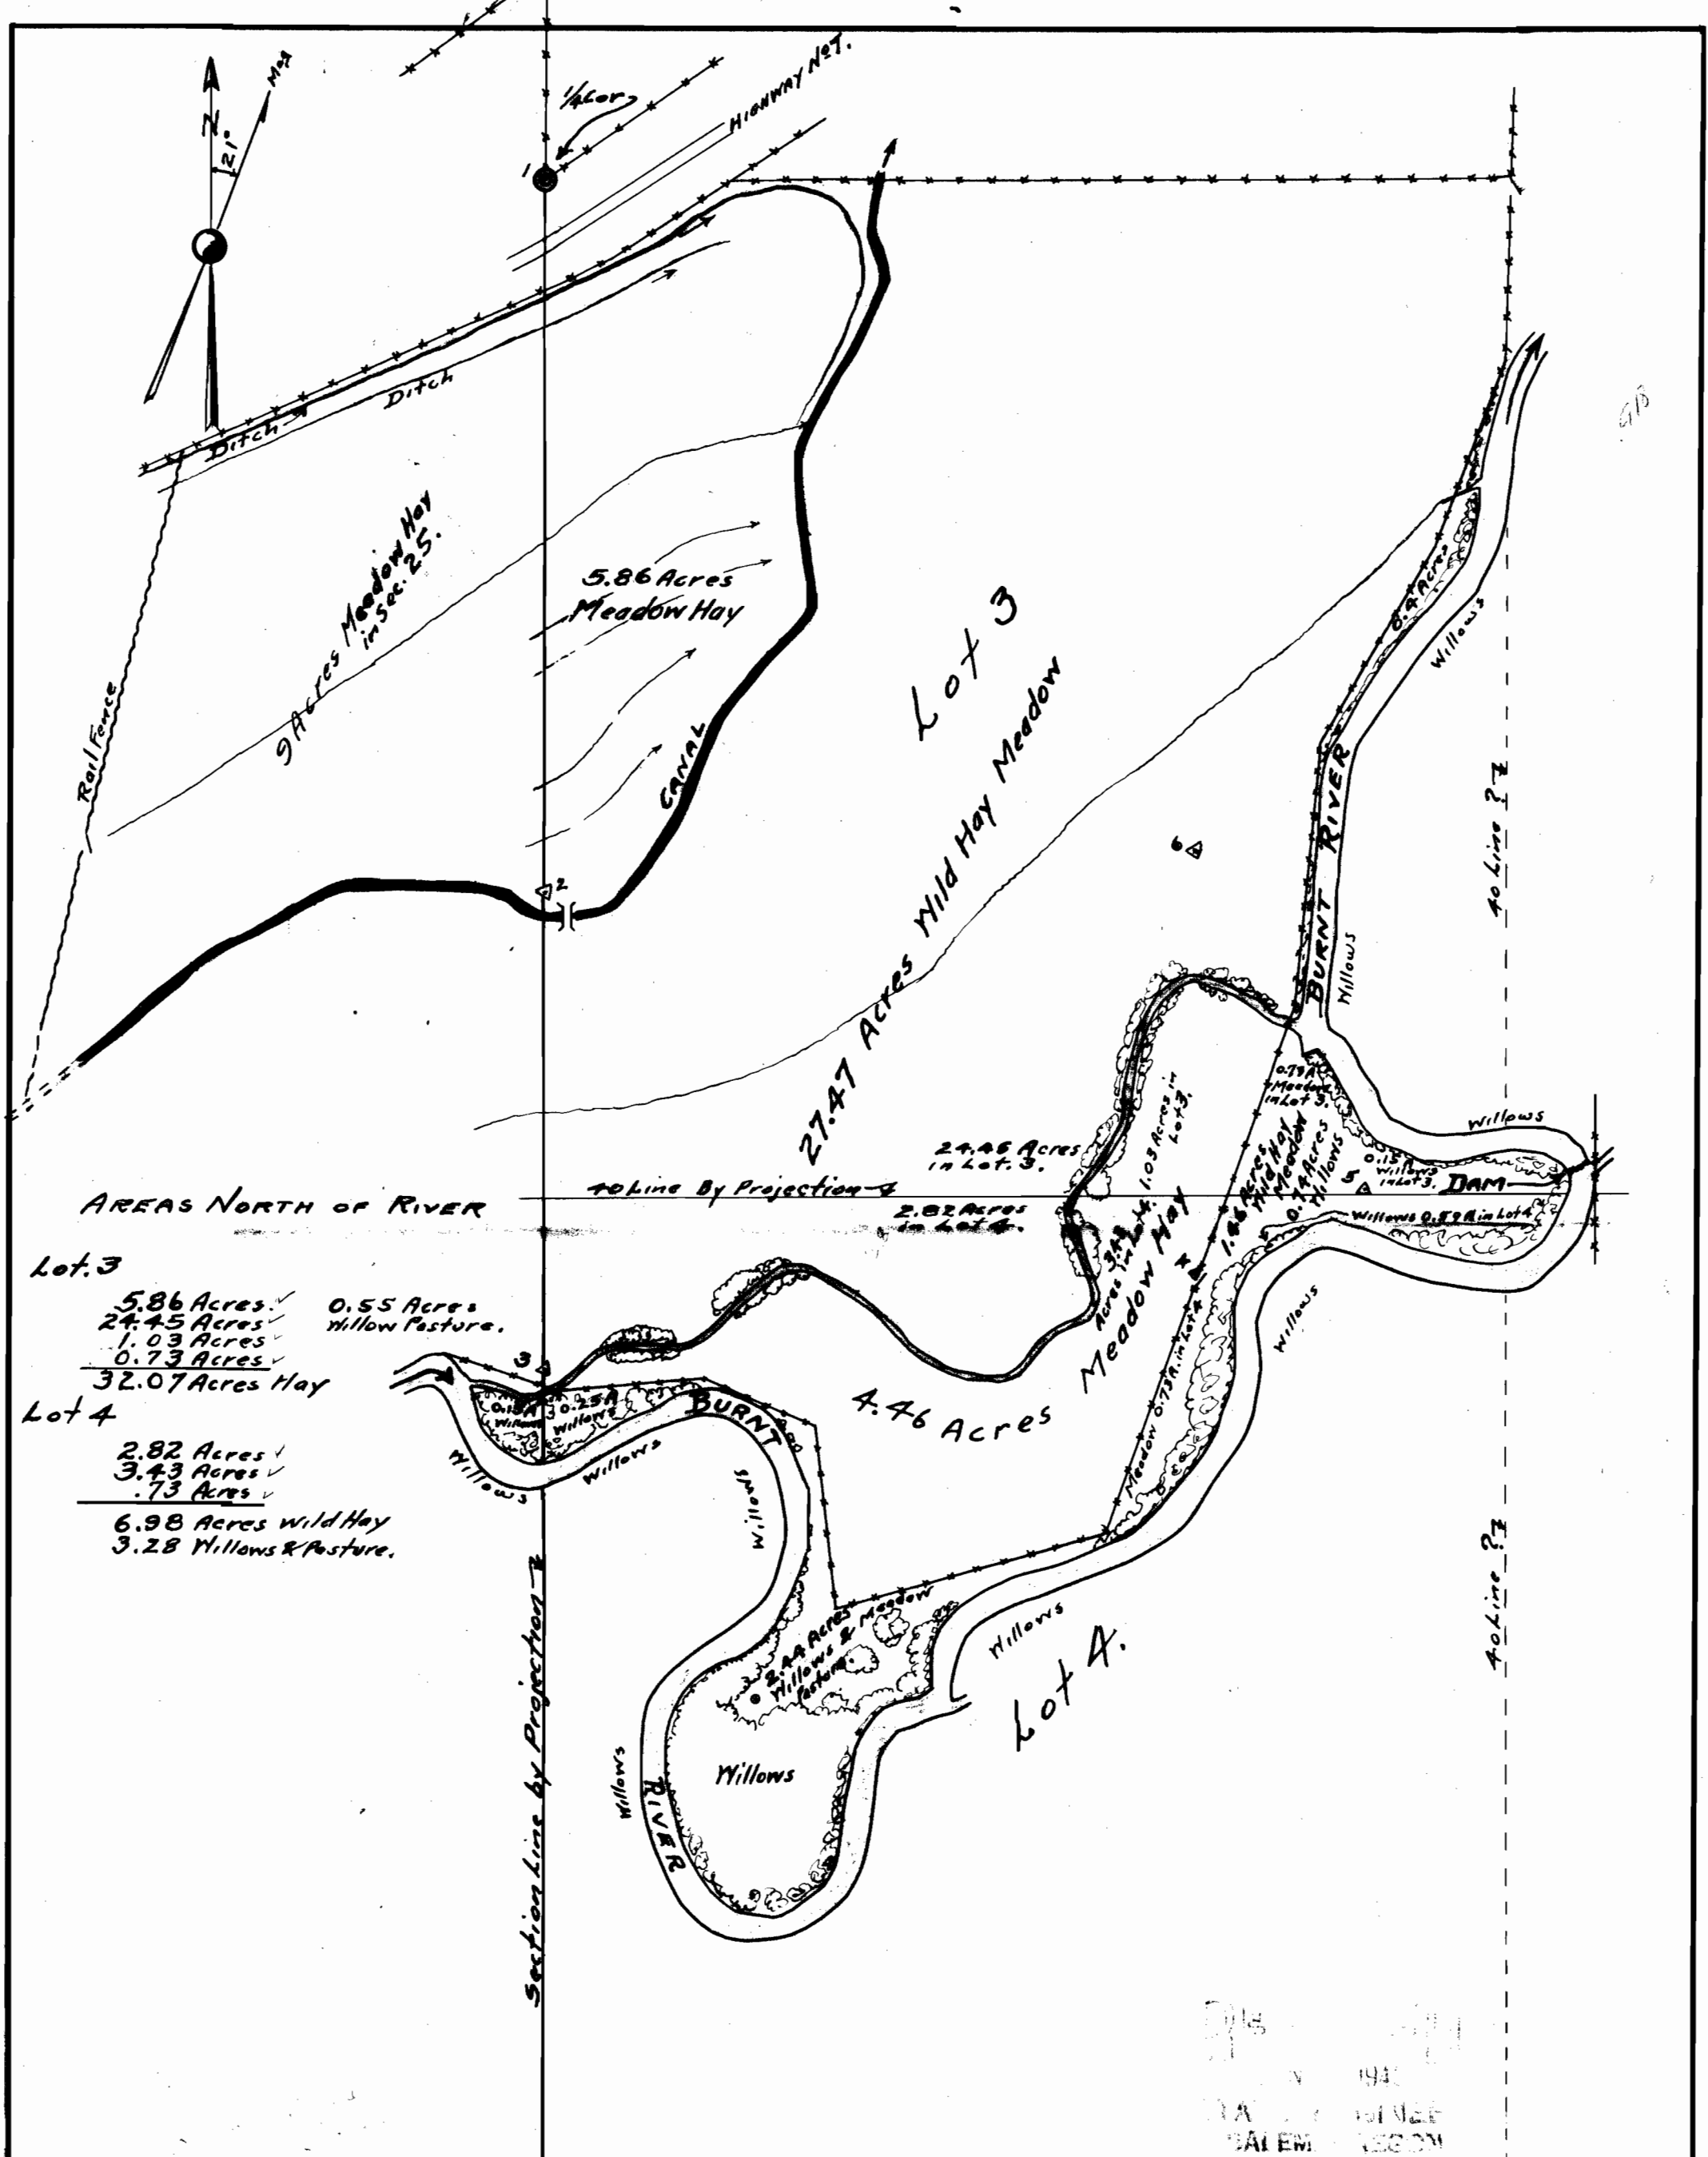 Mag
N
21°
1/4 Cor
HIGHWAY No 7.
1
Ditch
Ditch
9 Acres Meadow Hay
in Sec. 25.
5.86 Acres
Meadow Hay
Rail Fence
CANAL
2
Lot 3
27.47 Acres Wild Hay Meadow
0.4 Acres
Willows
BURNT RIVER
Willows
40 Line ?
6
24.45 Acres
in Lot. 3.
40 Line By Projection
2.82 Acres
in Lot 4.
1.03 Acres in
Lot 3.
3.43
Acres in Lot 4.
Meadow Hay
0.73 A
Meadow
in Lot 3.
1.46 Acres
Wild Hay
Meadow
0.74 Acres
Willows
Willows
0.15 A
Willows
in Lot 3.
5
DAM
Willows 0.59 A in Lot 4
Willows
AREAS NORTH OF RIVER
Lot. 3
5.86 Acres.
24.45 Acres
1.03 Acres
0.73 Acres
32.07 Acres Hay
0.55 Acres
Willow Pasture.
Lot 4
2.82 Acres
3.43 Acres
.73 Acres
6.98 Acres Wild Hay
3.28 Willows & Pasture.
3
0.25 A
Willows
Willows
BURNT
Willows
Willows
Willows
4.46 Acres
Meadow 0.73 A. in Lot 4
2.44 Acres
Willows & Meadow
Pasture.
Willows
Lot 4.
Willows
Willows
RIVER
Section Line by Projection
40 Line ?
SALEM